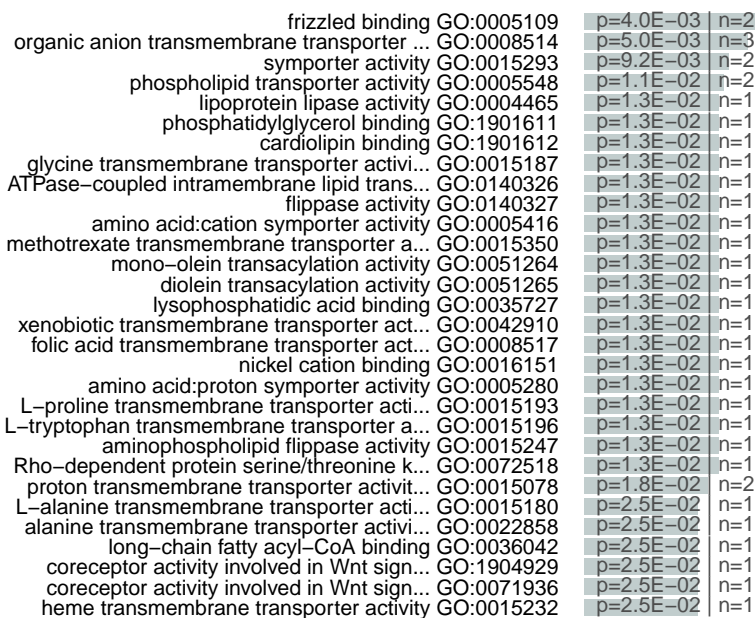 frizzled binding GO:0005109 p=4.0E−03 n=2
organic anion transmembrane transporter ... GO:0008514 p=5.0E−03 n=3
symporter activity GO:0015293 p=9.2E−03 n=2
phospholipid transporter activity GO:0005548 p=1.1E−02 n=2
lipoprotein lipase activity GO:0004465 p=1.3E−02 n=1
phosphatidylglycerol binding GO:1901611 p=1.3E−02 n=1
cardiolipin binding GO:1901612 p=1.3E−02 n=1
glycine transmembrane transporter activi... GO:0015187 p=1.3E−02 n=1
ATPase−coupled intramembrane lipid trans... GO:0140326 p=1.3E−02 n=1
flippase activity GO:0140327 p=1.3E−02 n=1
amino acid:cation symporter activity GO:0005416 p=1.3E−02 n=1
methotrexate transmembrane transporter a... GO:0015350 p=1.3E−02 n=1
mono−olein transacylation activity GO:0051264 p=1.3E−02 n=1
diolein transacylation activity GO:0051265 p=1.3E−02 n=1
lysophosphatidic acid binding GO:0035727 p=1.3E−02 n=1
xenobiotic transmembrane transporter act... GO:0042910 p=1.3E−02 n=1
folic acid transmembrane transporter act... GO:0008517 p=1.3E−02 n=1
nickel cation binding GO:0016151 p=1.3E−02 n=1
amino acid:proton symporter activity GO:0005280 p=1.3E−02 n=1
L−proline transmembrane transporter acti... GO:0015193 p=1.3E−02 n=1
L−tryptophan transmembrane transporter a... GO:0015196 p=1.3E−02 n=1
aminophospholipid flippase activity GO:0015247 p=1.3E−02 n=1
Rho−dependent protein serine/threonine k... GO:0072518 p=1.3E−02 n=1
proton transmembrane transporter activit... GO:0015078 p=1.8E−02 n=2
L−alanine transmembrane transporter acti... GO:0015180 p=2.5E−02 n=1
alanine transmembrane transporter activi... GO:0022858 p=2.5E−02 n=1
long−chain fatty acyl−CoA binding GO:0036042 p=2.5E−02 n=1
coreceptor activity involved in Wnt sign... GO:1904929 p=2.5E−02 n=1
coreceptor activity involved in Wnt sign... GO:0071936 p=2.5E−02 n=1
heme transmembrane transporter activity GO:0015232 p=2.5E−02 n=1